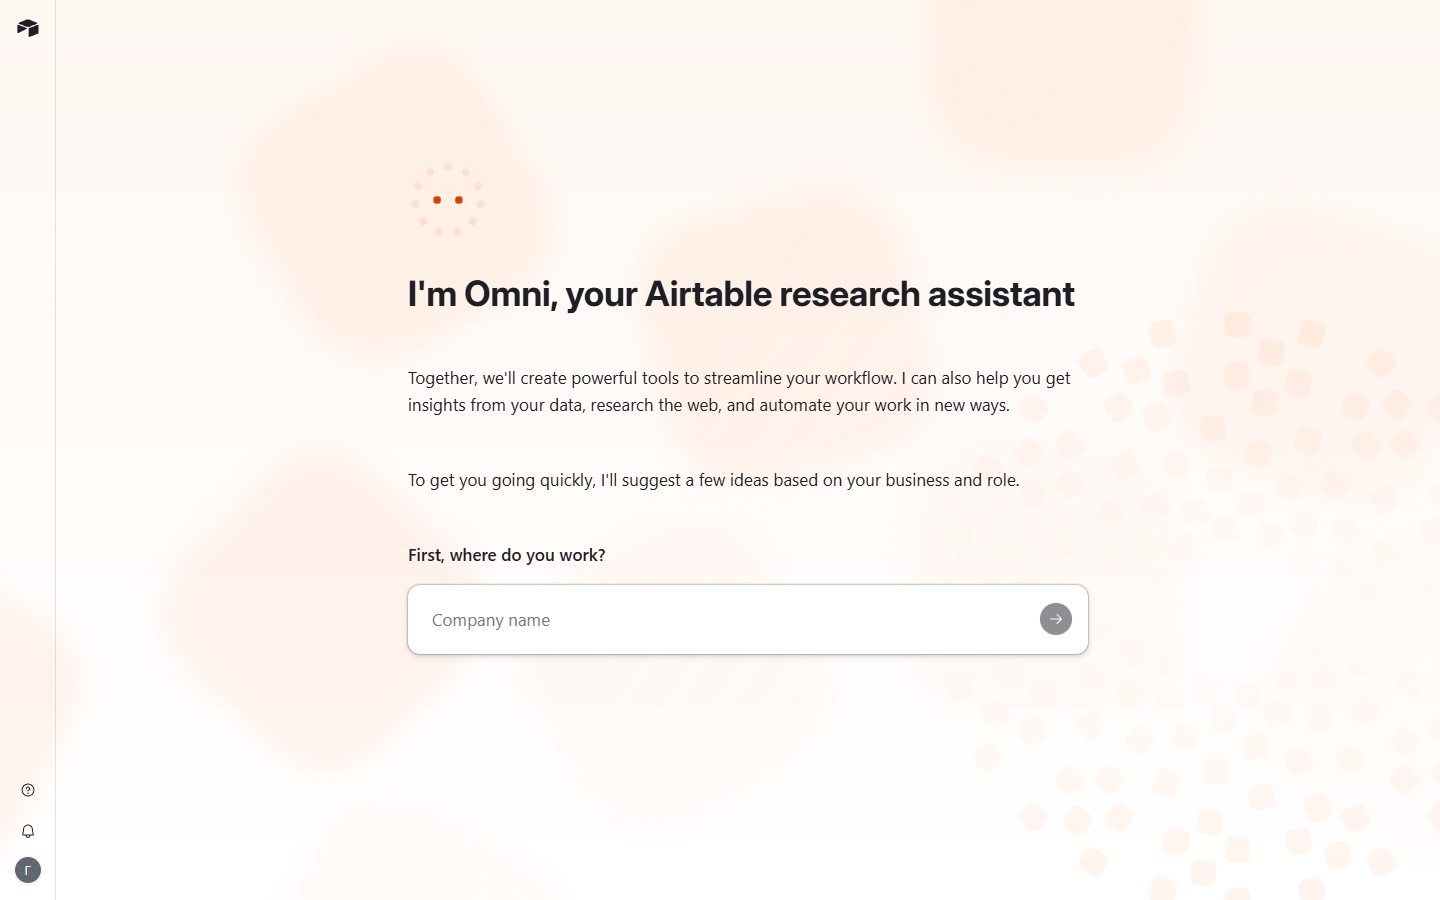 I'm Omni, your Airtable research assistant
Together, we'll create powerful tools to streamline your workflow. I can also help you get
insights from your data, research the web, and automate your work in new ways.
To get you going quickly, I'll suggest a few ideas based on your business and role.
First, where do you work?
Company name
Г